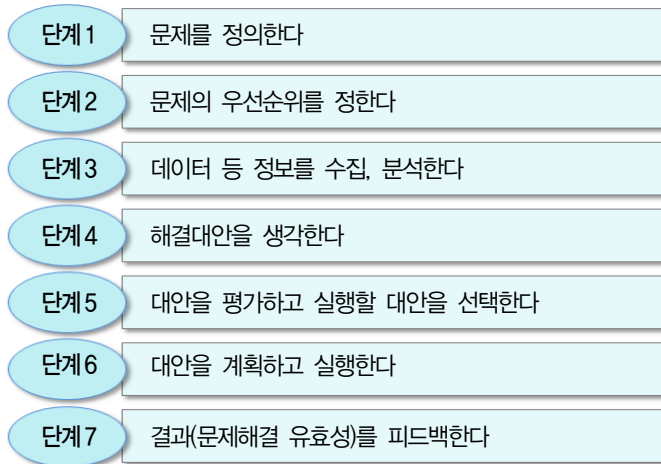 단계1 문제를 정의한다
단계2 문제의 우선순위를 정한다
단계3 데이터 등 정보를 수집, 분석한다
단계4 해결대안을 생각한다
단계5 대안을 평가하고 실행할 대안을 선택한다
단계6 대안을 계획하고 실행한다
단계7 결과(문제해결 유효성)를 피드백한다